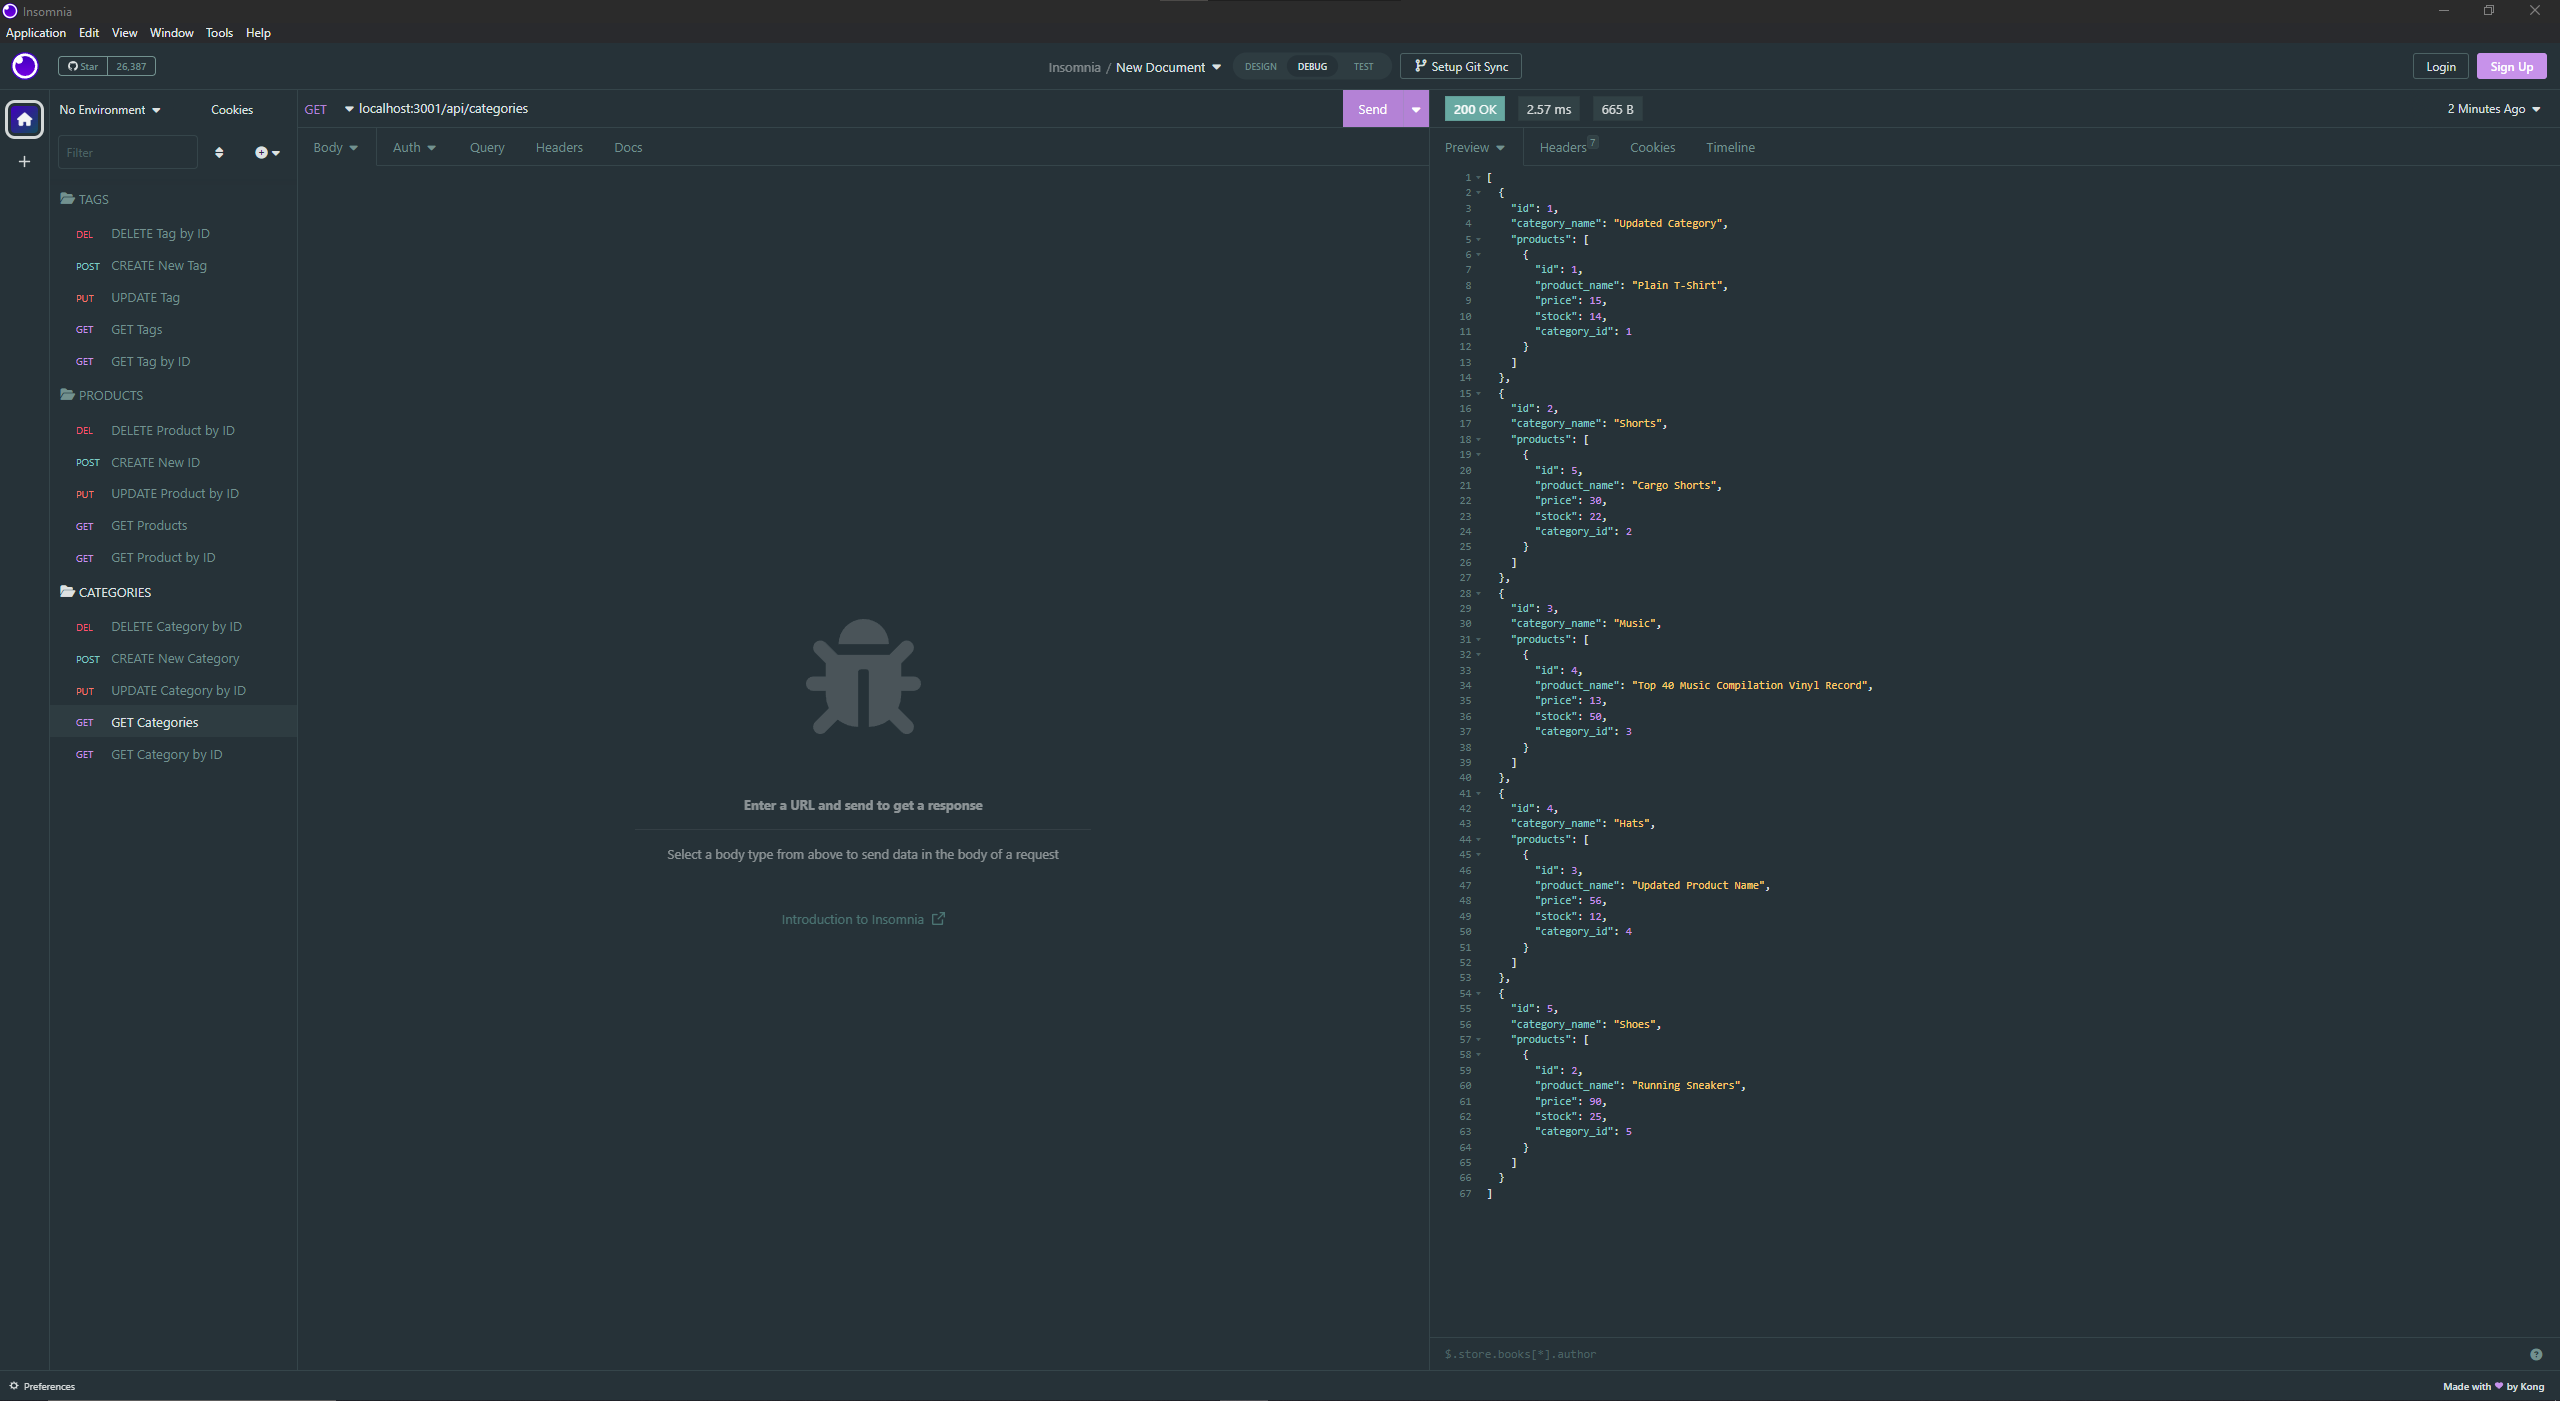 Insomnia
Application Edit View Window Tools Help
Star 26,387
Insomnia / New Document
DESIGN DEBUG TEST
Setup Git Sync
Login Sign Up
No Environment Cookies
Filter
TAGS
DEL DELETE Tag by ID
POST CREATE New Tag
PUT UPDATE Tag
GET GET Tags
GET GET Tag by ID
PRODUCTS
DEL DELETE Product by ID
POST CREATE New ID
PUT UPDATE Product by ID
GET GET Products
GET GET Product by ID
CATEGORIES
DEL DELETE Category by ID
POST CREATE New Category
PUT UPDATE Category by ID
GET GET Categories
GET GET Category by ID
GET localhost:3001/api/categories
Send
Body Auth Query Headers Docs
Enter a URL and send to get a response
Select a body type from above to send data in the body of a request
Introduction to Insomnia
200 OK 2.57 ms 665 B
2 Minutes Ago
Preview Headers 7 Cookies Timeline
1 [
2 {
3 "id": 1,
4 "category_name": "Updated Category",
5 "products": [
6 {
7 "id": 1,
8 "product_name": "Plain T-Shirt",
9 "price": 15,
10 "stock": 14,
11 "category_id": 1
12 }
13 ]
14 },
15 {
16 "id": 2,
17 "category_name": "Shorts",
18 "products": [
19 {
20 "id": 5,
21 "product_name": "Cargo Shorts",
22 "price": 30,
23 "stock": 22,
24 "category_id": 2
25 }
26 ]
27 },
28 {
29 "id": 3,
30 "category_name": "Music",
31 "products": [
32 {
33 "id": 4,
34 "product_name": "Top 40 Music Compilation Vinyl Record",
35 "price": 13,
36 "stock": 50,
37 "category_id": 3
38 }
39 ]
40 },
41 {
42 "id": 4,
43 "category_name": "Hats",
44 "products": [
45 {
46 "id": 3,
47 "product_name": "Updated Product Name",
48 "price": 56,
49 "stock": 12,
50 "category_id": 4
51 }
52 ]
53 },
54 {
55 "id": 5,
56 "category_name": "Shoes",
57 "products": [
58 {
59 "id": 2,
60 "product_name": "Running Sneakers",
61 "price": 90,
62 "stock": 25,
63 "category_id": 5
64 }
65 ]
66 }
67 ]
$.store.books[*].author
Preferences
Made with ♥ by Kong